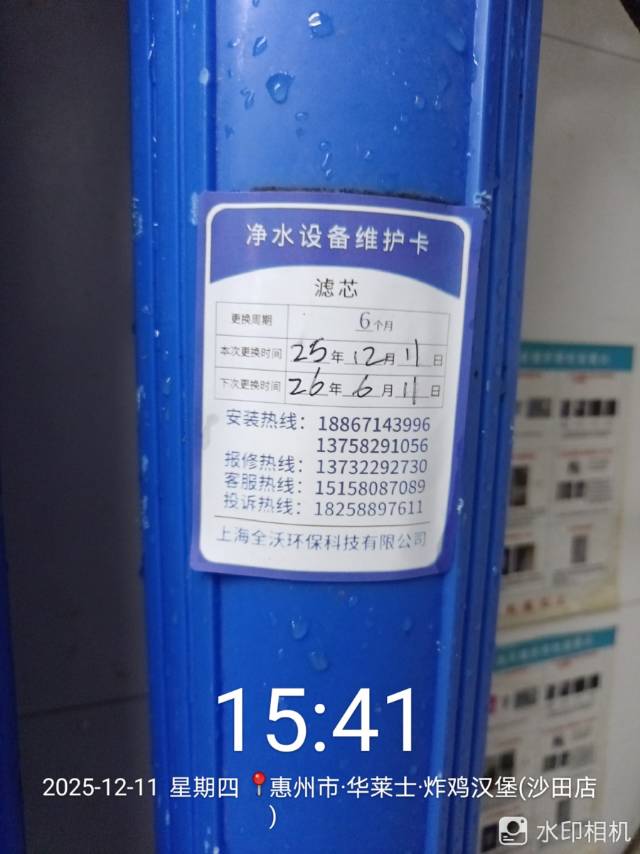 净水设备维护卡
滤芯
更换周期 6个月
本次更换时间 25年12月11日
下次更换时间 26年6月11日
安装热线：18867143996
13758291056
报修热线：13732292730
客服热线：15158087089
投诉热线：18258897611
上海全沃环保科技有限公司
15:41
2025-12-11 星期四 📍惠州市·华莱士·炸鸡汉堡(沙田店
)
水印相机